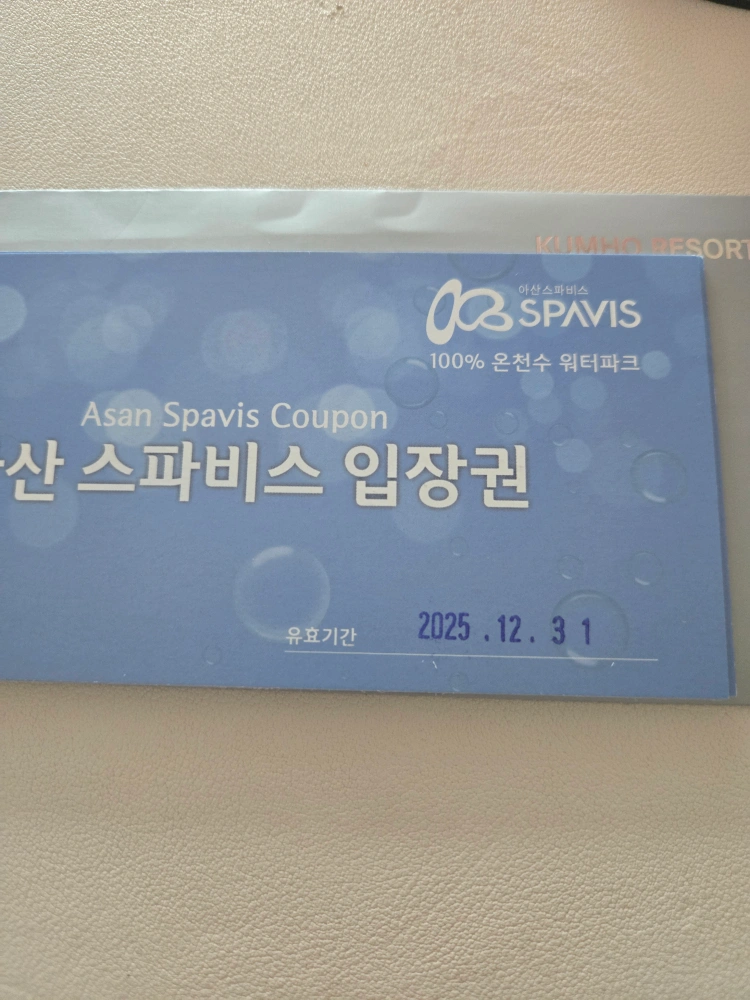 KUMHO RESORT
아산스파비스
SPAVIS
100% 온천수 워터파크
Asan Spavis Coupon
아산 스파비스 입장권
유효기간 2025.12.31